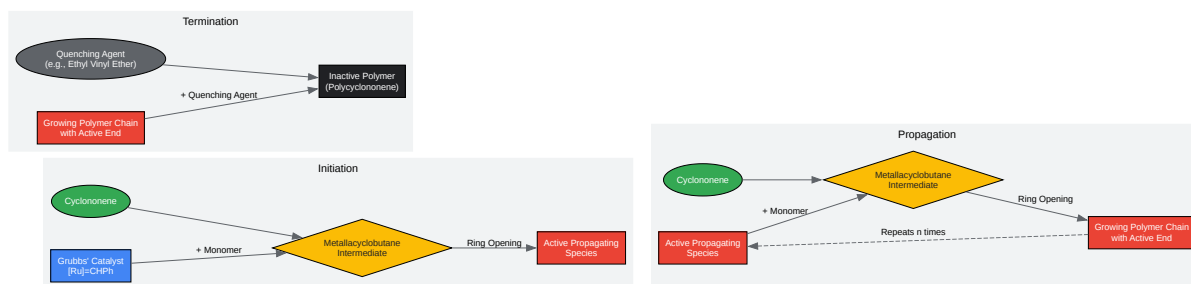 Termination
Quenching Agent
(e.g., Ethyl Vinyl Ether)
Inactive Polymer
(Polycyclononene)
+ Quenching Agent
Growing Polymer Chain
with Active End
Initiation
Cyclononene
+ Monomer
Grubbs' Catalyst
[Ru]=CHPh
Metallacyclobutane
Intermediate
Ring Opening
Active Propagating
Species
Propagation
Cyclononene
Metallacyclobutane
Intermediate
+ Monomer
Ring Opening
Active Propagating
Species
Repeats n times
Growing Polymer Chain
with Active End